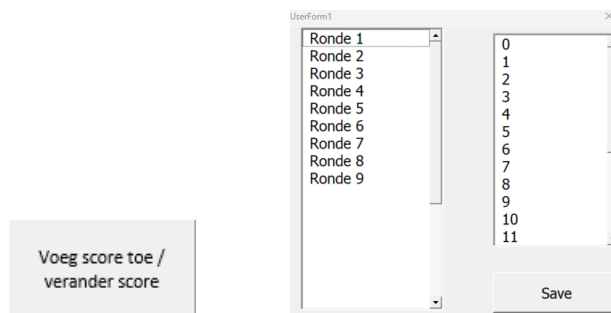 UserForm1
Ronde 1
Ronde 2
Ronde 3
Ronde 4
Ronde 5
Ronde 6
Ronde 7
Ronde 8
Ronde 9
0
1
2
3
4
5
6
7
8
9
10
11
Save
Voeg score toe /
verander score